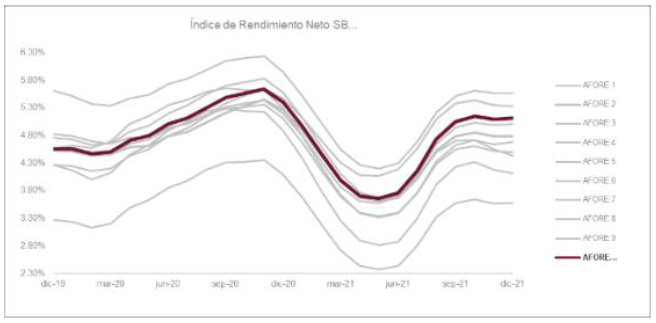 Índice de Rendimiento Neto SB...
6.30%
5.80%
5.30%
4.80%
4.30%
3.80%
3.30%
2.80%
2.30%
dic-19 mar-20 jun-20 sep-20 dic-20 mar-21 jun-21 sep-21 dic-21
AFORE 1
AFORE 2
AFORE 3
AFORE 4
AFORE 5
AFORE 6
AFORE 7
AFORE 8
AFORE 9
AFORE...